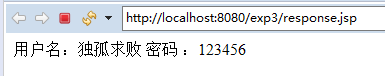 http://localhost:8080/exp3/response.jsp
用户名：独孤求败 密码 ：123456